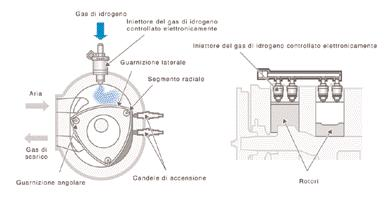 Gas di idrogeno
Iniettore del gas di idrogeno
controllato elettronicamente
Guarnizione laterale
Segmento radiale
Aria
Gas di
scarico
Guarnizione angolare
Candele di accensione
Iniettore del gas di idrogeno controllato elettronicamente
Rotori